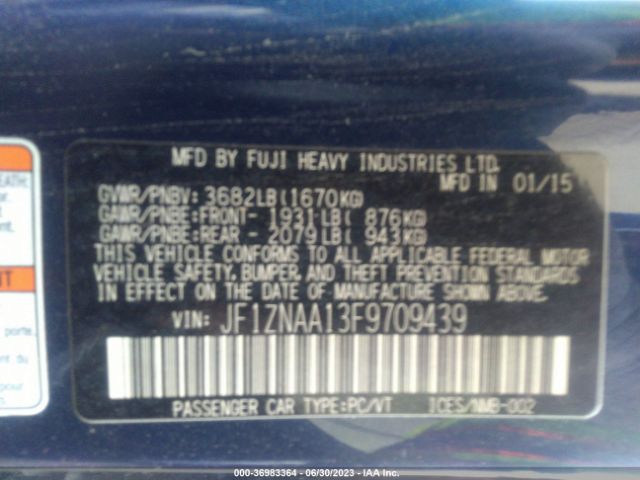 MFD BY FUJI HEAVY INDUSTRIES LTD.
MFD IN 01/15
GVWR/PNBV: 3682LB(1670KG)
GAWR/PNBE:FRONT- 1931LB( 876KG)
GAWR/PNBE:REAR - 2079LB( 943KG)
THIS VEHICLE CONFORMS TO ALL APPLICABLE FEDERAL MOTOR
VEHICLE SAFETY, BUMPER, AND THEFT PREVENTION STANDARDS
IN EFFECT ON THE DATE OF MANUFACTURE SHOWN ABOVE.
VIN: JF1ZNAA13F9709439
PASSENGER CAR TYPE:PC/VT ICES/NMB-002
porte.
000-36983364 - 06/30/2023 - IAA Inc.